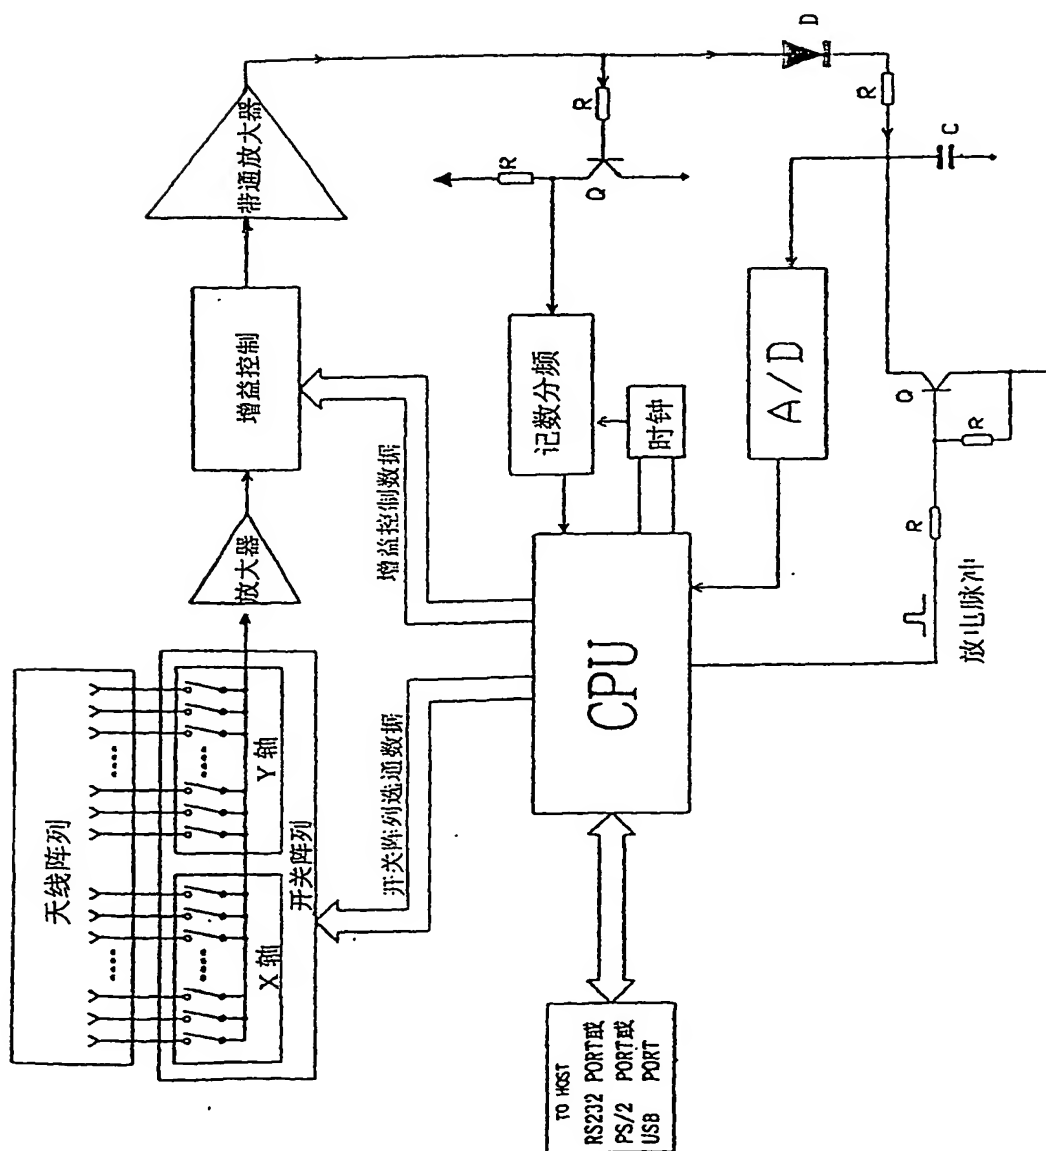 天线阵列
X 轴
Y 轴
开关阵列
放大器
增益控制
带通放大器
开关阵列选通数据
增益控制数据
TO HOST
RS232 PORT或
PS/2 PORT或
USB PORT
CPU
记数分频
时钟
A/D
放电脉冲
R
R
Q
R
Q
R
R
D
C